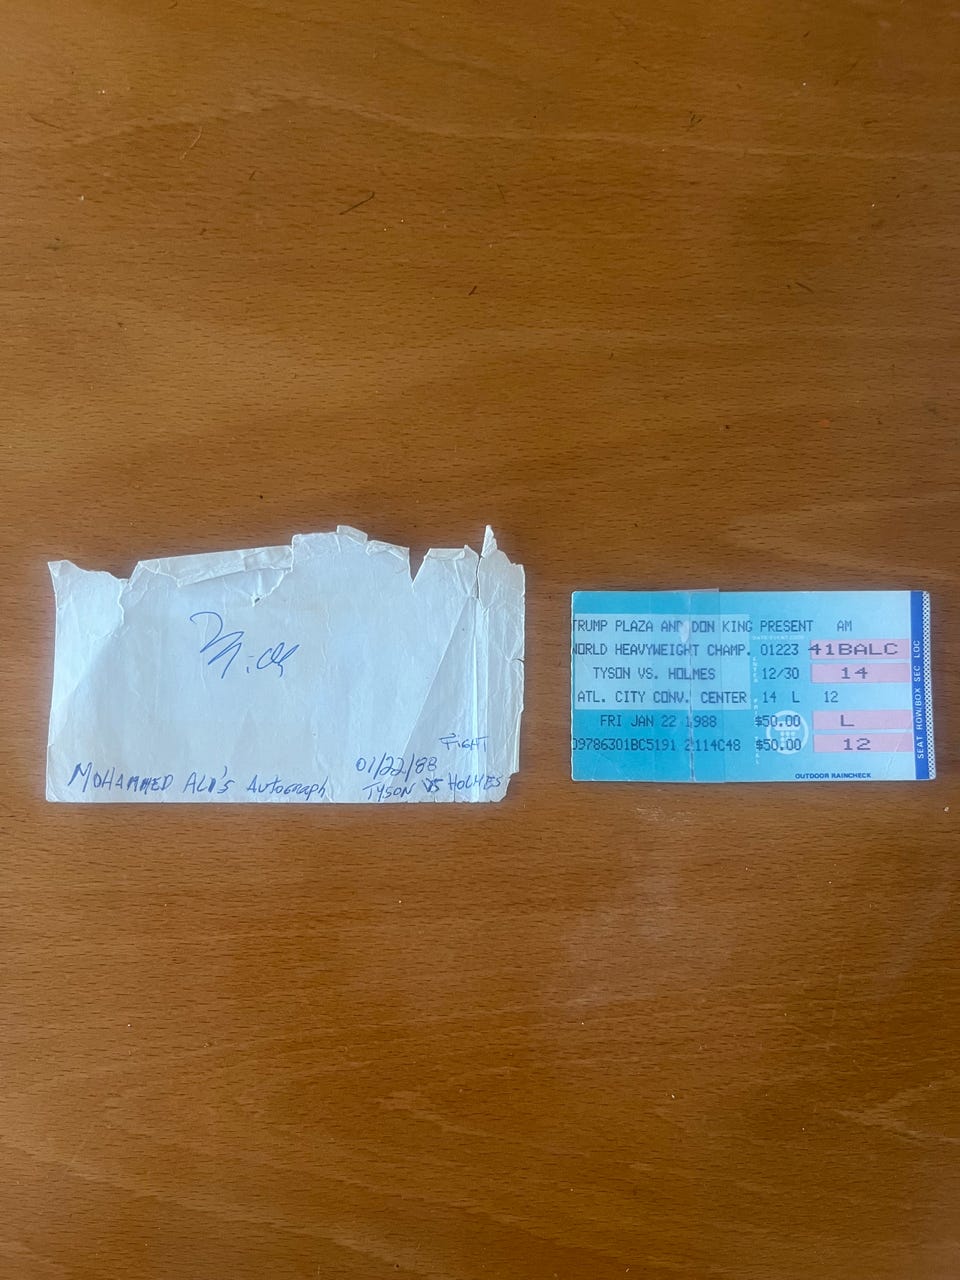 FIGHT
01/22/88
MOHAMMED ALI'S Autograph
TYSON VS HOLMES
TRUMP PLAZA AND DON KING PRESENT AM
WORLD HEAVYWEIGHT CHAMP. 01223 41BALC
TYSON VS. HOLMES 12/30 14
ATL. CITY CONV. CENTER 14 L 12
FRI JAN 22 1988 $50.00 L
09786301BC5191 2114C48 $50.00 12
OUTDOOR RAINCHECK
SEAT ROW/BOX SEC LOC